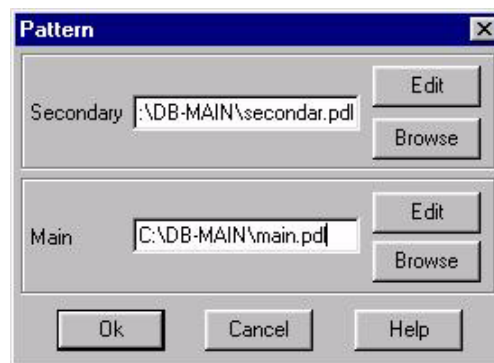 Pattern
Edit
Secondary :\DB-MAIN\secondar.pdl
Browse
Edit
Main C:\DB-MAIN\main.pdl
Browse
Ok Cancel Help